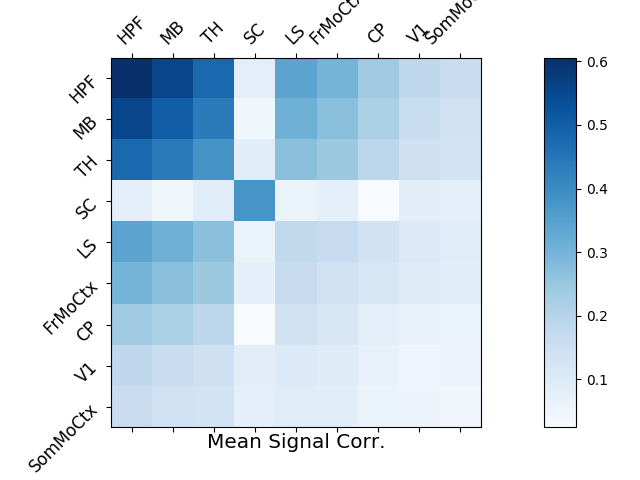 HPF MB TH SC LS FrMoCtx CP V1 SomMoCtx
HPF
MB
TH
SC
LS
FrMoCtx
CP
V1
SomMoCtx
0.6
0.5
0.4
0.3
0.2
0.1
Mean Signal Corr.